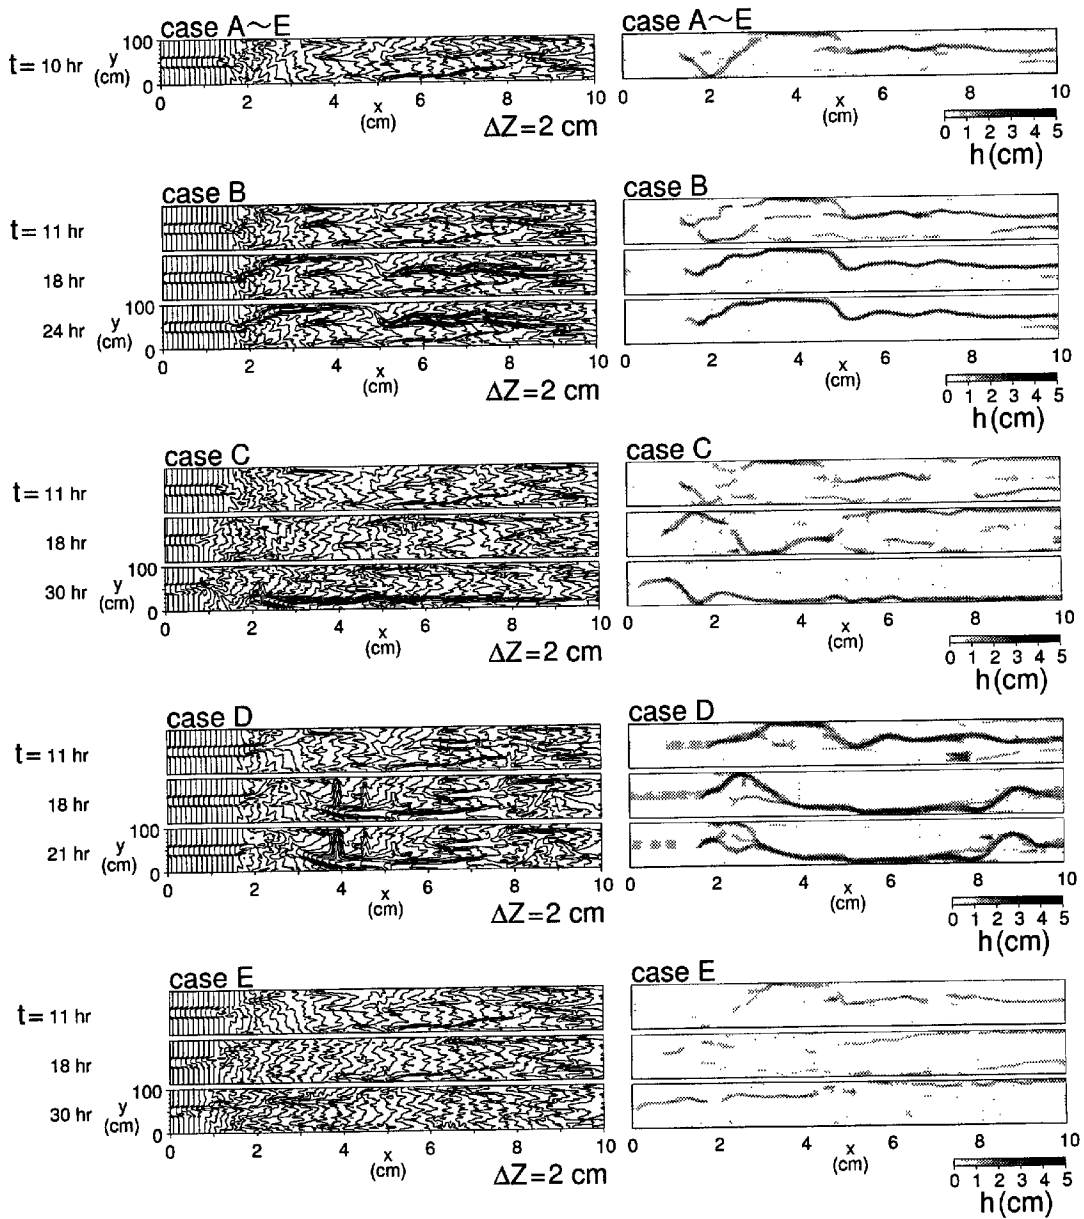 case A～E
t = 10 hr
y
(cm)
100
0
0 2 4 6 8 10
x
(cm)
ΔZ = 2 cm
0 2 4 6 8 10
x
(cm)
0 1 2 3 4 5
h (cm)
case B
case B
t = 11 hr
18 hr
24 hr
y
(cm)
100
0
0 2 4 6 8 10
x
(cm)
ΔZ = 2 cm
0 2 4 6 8 10
x
(cm)
0 1 2 3 4 5
h (cm)
case C
case C
t = 11 hr
18 hr
30 hr
y
(cm)
100
0
0 2 4 6 8 10
x
(cm)
ΔZ = 2 cm
0 2 4 6 8 10
x
(cm)
0 1 2 3 4 5
h (cm)
case D
case D
t = 11 hr
18 hr
21 hr
y
(cm)
100
0
0 2 4 6 8 10
x
(cm)
ΔZ = 2 cm
0 2 4 6 8 10
x
(cm)
0 1 2 3 4 5
h (cm)
case E
case E
t = 11 hr
18 hr
30 hr
y
(cm)
100
0
0 2 4 6 8 10
x
(cm)
ΔZ = 2 cm
0 2 4 6 8 10
x
(cm)
0 1 2 3 4 5
h (cm)